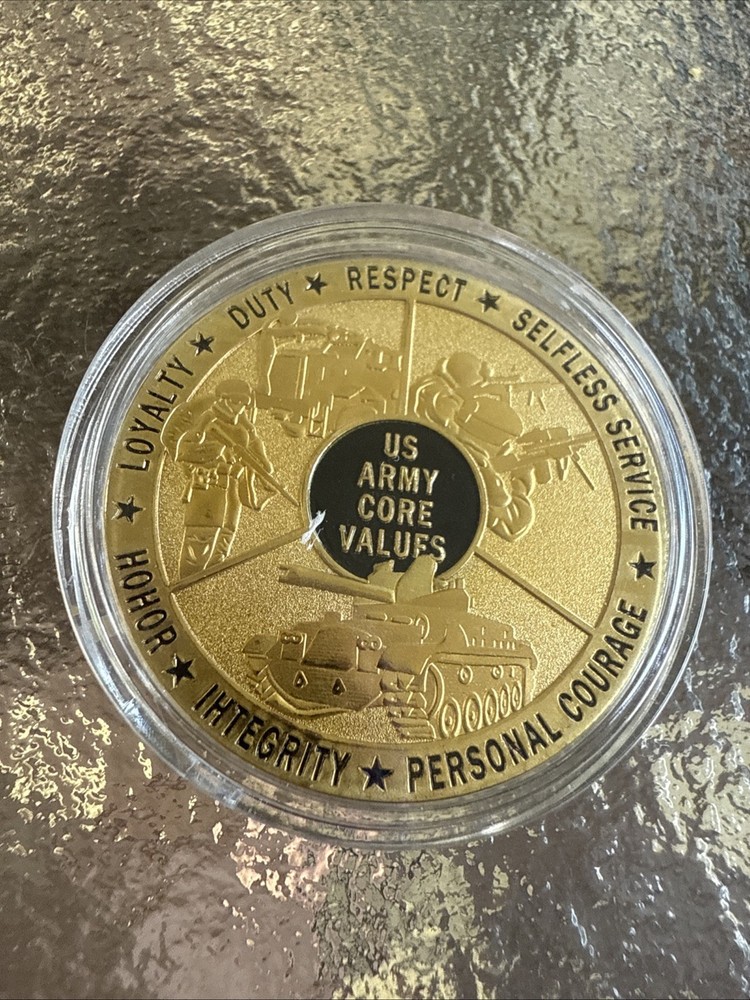 LOYALTY ★ DUTY ★ RESPECT ★ SELFLESS SERVICE ★ PERSONAL COURAGE ★ IHTEGRITY ★ HOHOR ★
US
ARMY
CORE
VALUES